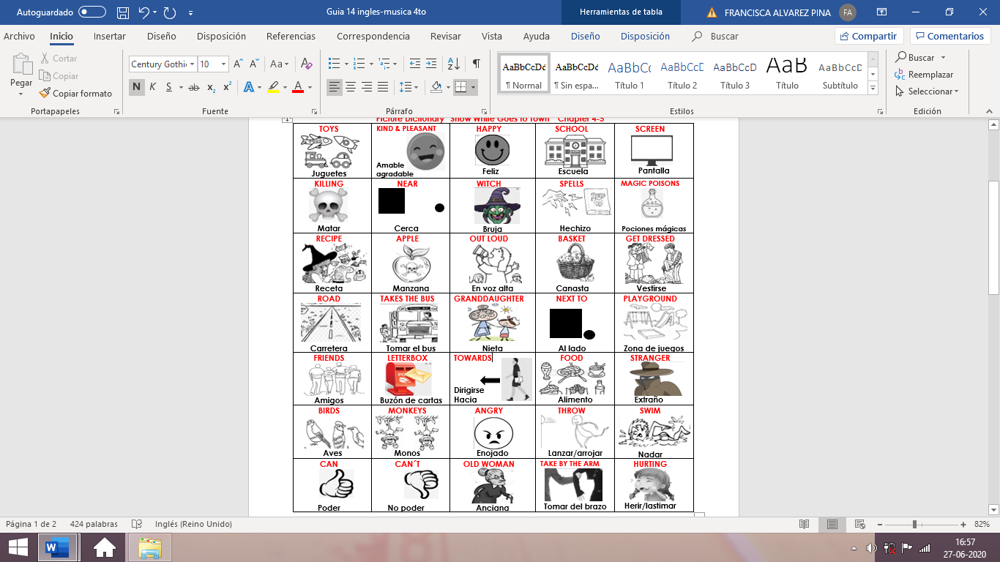 Autoguardado
Guia 14 ingles-musica 4to
Herramientas de tabla
FRANCISCA ALVAREZ PINA
FA
Archivo Inicio Insertar Diseño Disposición Referencias Correspondencia Revisar Vista Ayuda Diseño Disposición Buscar
Compartir Comentarios
Pegar
Cortar
Copiar
Copiar formato
Portapapeles
Century Gothic 10
Fuente
Párrafo
AaBbCcDd AaBbCcDd AaBbCc AaBbCcD AaBbCcD AaB AaBbCcD
¶ Normal ¶ Sin espa... Título 1 Título 2 Título 3 Título Subtítulo
Estilos
Buscar
Reemplazar
Seleccionar
Edición
Picture Dictionary "Snow White Goes to Town" Chapter 4-5
TOYS KIND & PLEASANT HAPPY SCHOOL SCREEN
Juguetes Amable agradable Feliz Escuela Pantalla
KILLING NEAR WITCH SPELLS MAGIC POISONS
Matar Cerca Bruja Hechizo Pociones mágicas
RECIPE APPLE OUT LOUD BASKET GET DRESSED
Receta Manzana En voz alta Canasta Vestirse
ROAD TAKES THE BUS GRANDDAUGHTER NEXT TO PLAYGROUND
Carretera Tomar el bus Nieta Al lado Zona de juegos
FRIENDS LETTERBOX TOWARDS FOOD STRANGER
Amigos Buzón de cartas Dirigirse Hacia Alimento Extraño
BIRDS MONKEYS ANGRY THROW SWIM
Aves Monos Enojado Lanzar/arrojar Nadar
CAN CAN´T OLD WOMAN TAKE BY THE ARM HURTING
Poder No poder Anciana Tomar del brazo Herir/lastimar
Página 1 de 2 424 palabras Inglés (Reino Unido) 82%
16:57
27-06-2020